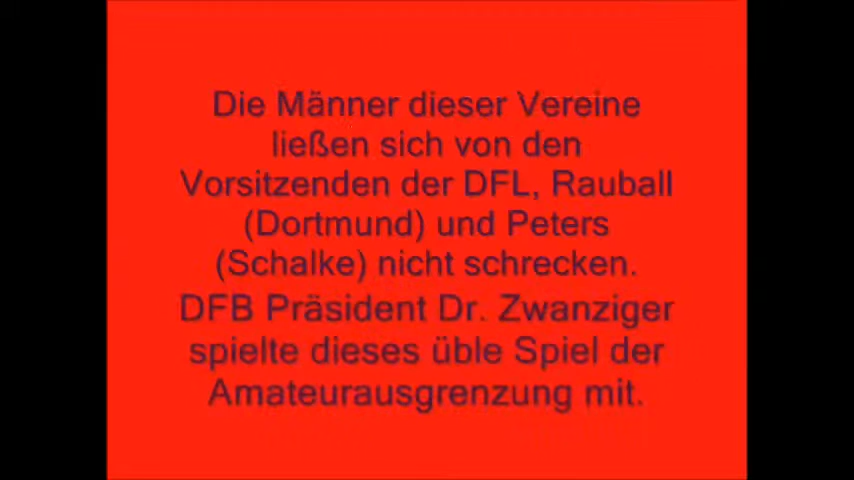 Die Männer dieser Vereine
ließen sich von den
Vorsitzenden der DFL, Rauball
(Dortmund) und Peters
(Schalke) nicht schrecken.
DFB Präsident Dr. Zwanziger
spielte dieses üble Spiel der
Amateurausgrenzung mit.